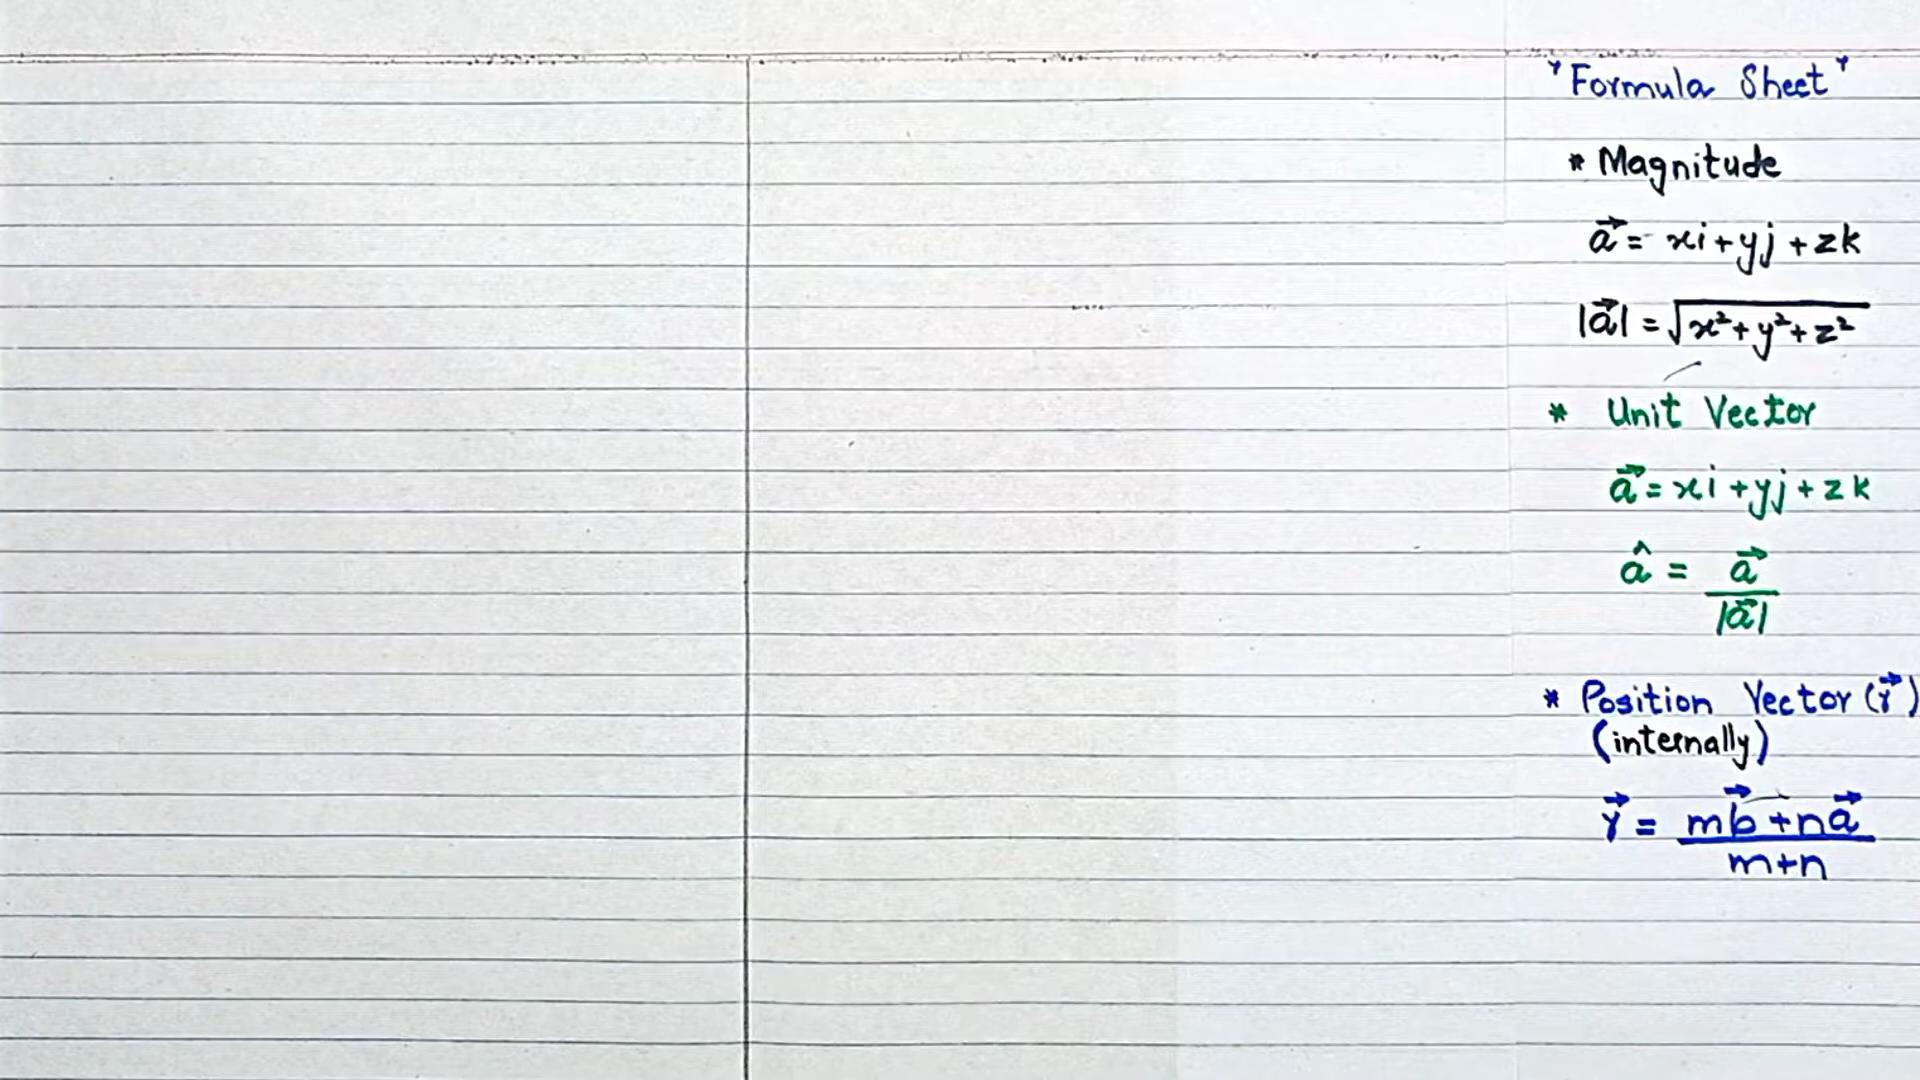 "Formula Sheet"
* Magnitude
a⃗ = xi + yj + zk
|a⃗| = √x² + y² + z²
* Unit Vector
a⃗ = xi + yj + zk
â = a⃗ / |a⃗|
* Position Vector (r⃗)
(internally)
r⃗ = mb⃗ + na⃗ / m+n